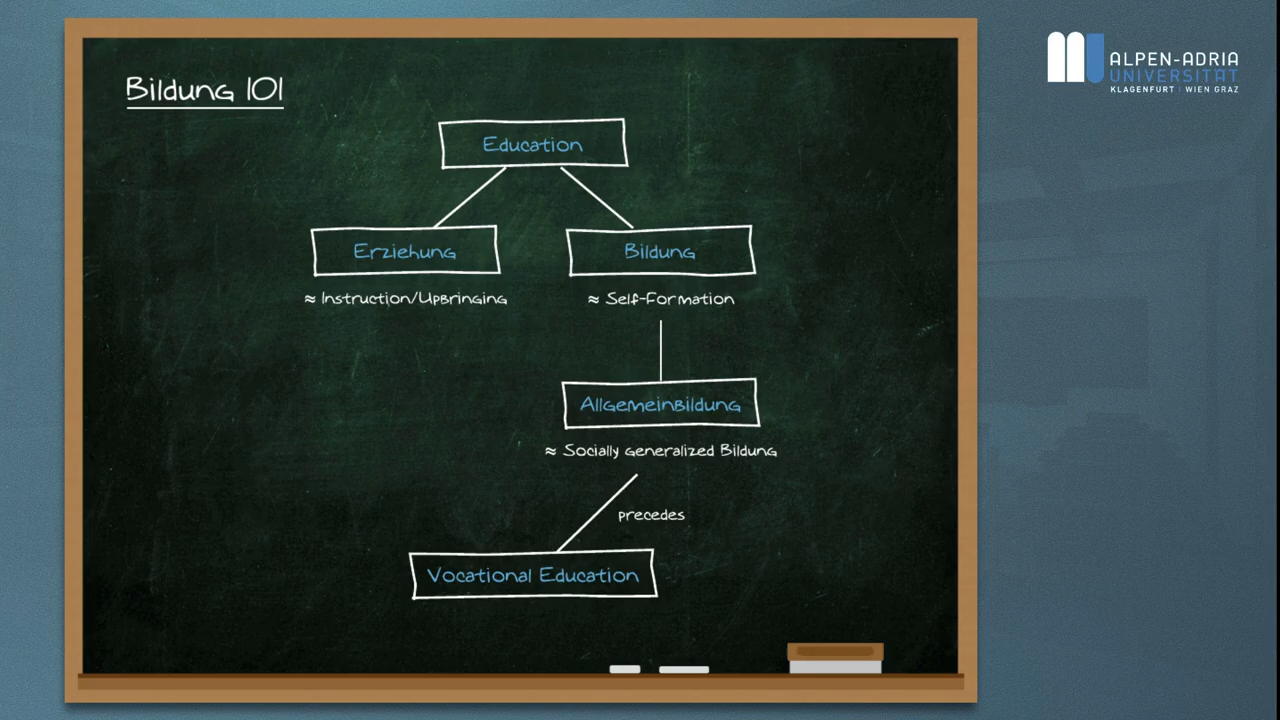 Bildung 101
Education
Erziehung
Bildung
≈ Instruction/Upbringing
≈ Self-Formation
Allgemeinbildung
≈ Socially generalized Bildung
precedes
Vocational Education
ALPEN-ADRIA
UNIVERSITÄT
KLAGENFURT | WIEN GRAZ